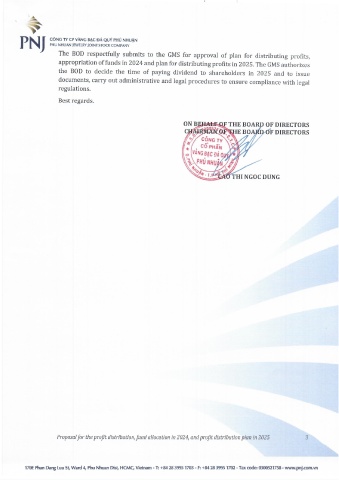 PNJ
CÔNG TY CP VÀNG BẠC ĐÁ QUÝ PHÚ NHUẬN
PHU NHUAN JEWELRY JOINT STOCK COMPANY
The BOD respectfully submits to the GMS for approval of plan for distributing profits,
appropriation of funds in 2024 and plan for distributing profits in 2025. The GMS authorizes
the BOD to decide the time of paying dividend to shareholders in 2025 and to issue
documents, carry out administrative and legal procedures to ensure compliance with legal
regulations.
Best regards.
ON BEHALF OF THE BOARD OF DIRECTORS
CHAIRMAN OF THE BOARD OF DIRECTORS
CÔNG TY
CỔ PHẦN
VÀNG BẠC ĐÁ QUÝ
PHÚ NHUẬN
CAO THI NGOC DUNG
Proposal for the profit distribution, fund allocation in 2024, and profit distribution plan in 2025
170E Phan Dang Luu St, Ward 4, Phu Nhuan Dist, HCMC, Vietnam - T: +84 28 3995 1703 - F: +84 28 3995 1702 - Tax code: 0300521758 - www.pnj.com.vn